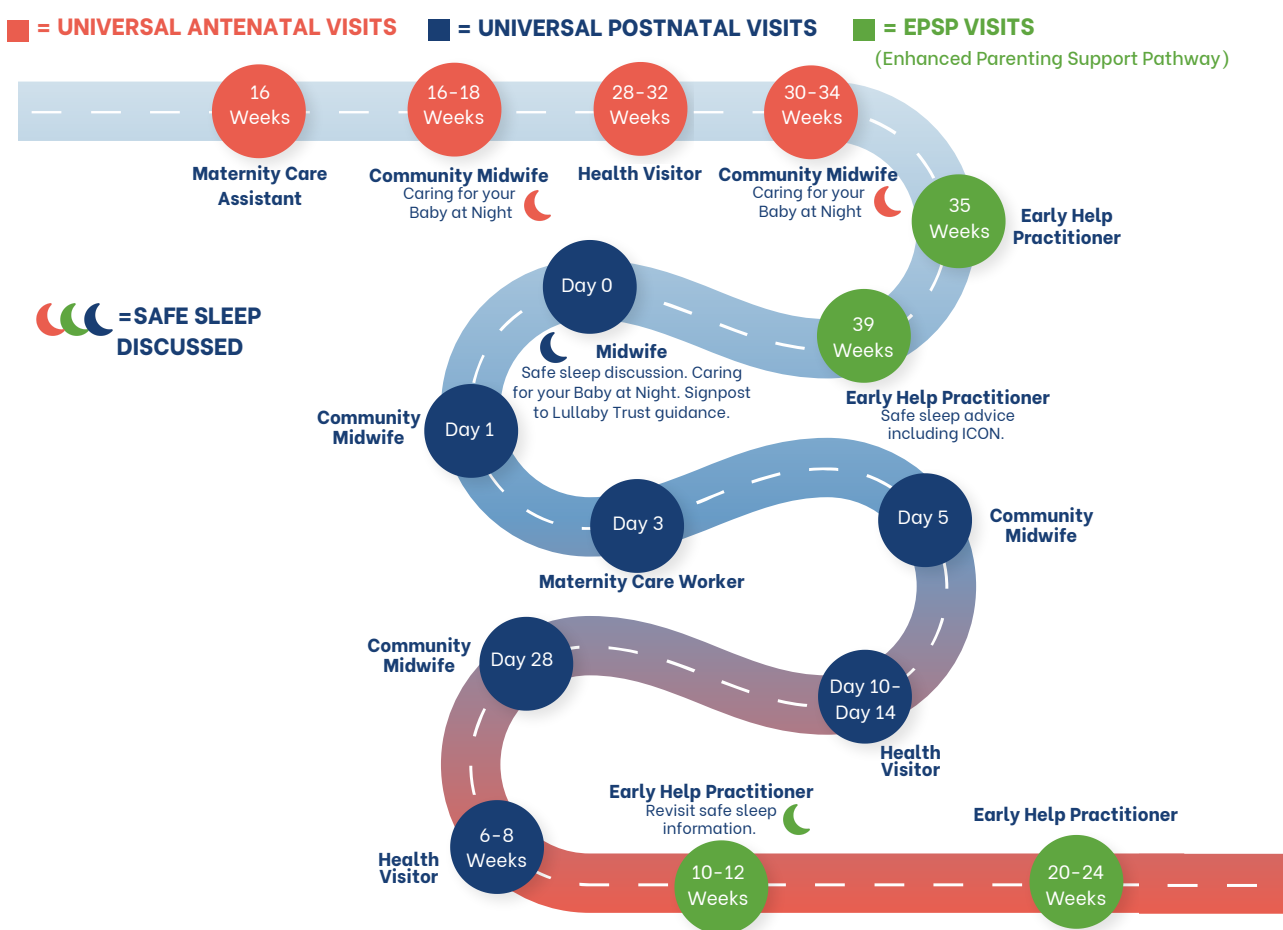 = UNIVERSAL ANTENATAL VISITS
= UNIVERSAL POSTNATAL VISITS
= EPSP VISITS
(Enhanced Parenting Support Pathway)
16
Weeks
Maternity Care
Assistant
16-18
Weeks
Community Midwife
Caring for your
Baby at Night
28-32
Weeks
Health Visitor
30-34
Weeks
Community Midwife
Caring for your
Baby at Night
35
Weeks
Early Help
Practitioner
39
Weeks
Early Help Practitioner
Safe sleep advice
including ICON.
=SAFE SLEEP
DISCUSSED
Day 0
Midwife
Safe sleep discussion. Caring
for your Baby at Night. Signpost
to Lullaby Trust guidance.
Day 1
Community
Midwife
Day 3
Maternity Care Worker
Day 5
Community
Midwife
Day 10-
Day 14
Health
Visitor
Day 28
Community
Midwife
6-8
Weeks
Health
Visitor
Early Help Practitioner
Revisit safe sleep
information.
10-12
Weeks
Early Help Practitioner
20-24
Weeks